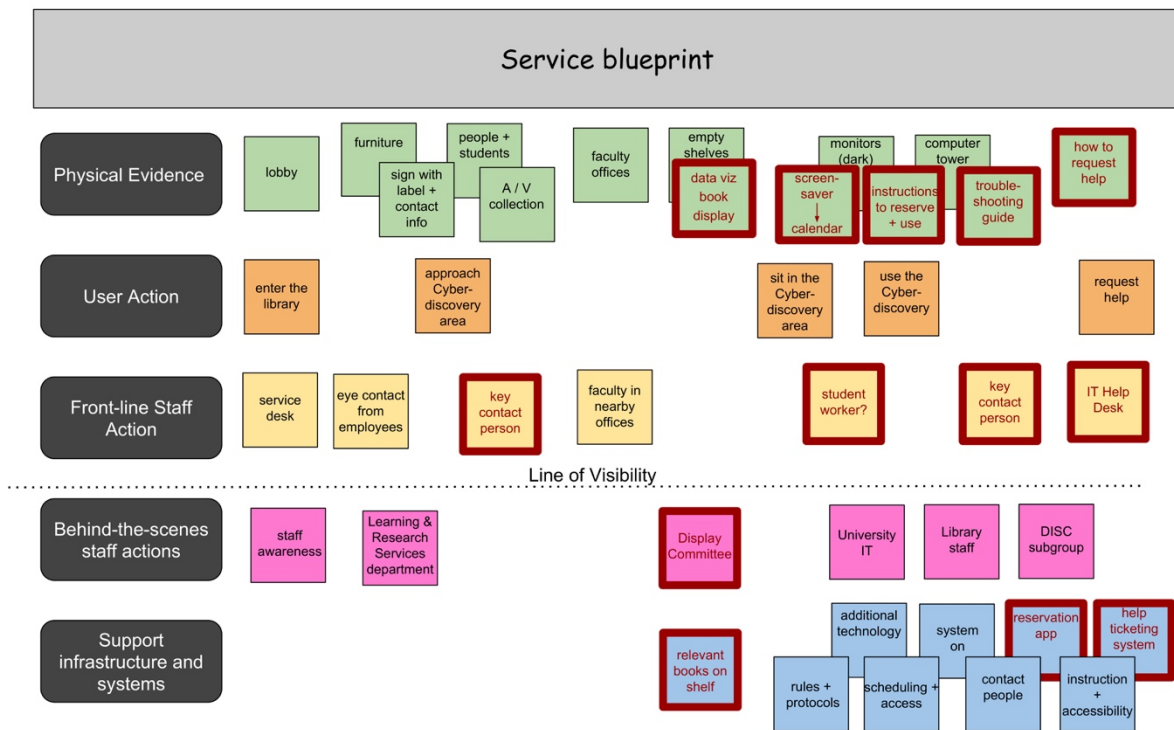 Service blueprint
Physical Evidence
lobby
furniture
people +
students
sign with
label +
contact
info
A / V
collection
faculty
offices
empty
shelves
data viz
book
display
monitors
(dark)
screen-
saver
calendar
instructions
to reserve
+ use
computer
tower
trouble-
shooting
guide
how to
request
help
User Action
enter the
library
approach
Cyber-
discovery
area
sit in the
Cyber-
discovery
area
use the
Cyber-
discovery
request
help
Front-line Staff
Action
service
desk
eye contact
from
employees
key
contact
person
faculty in
nearby
offices
student
worker?
key
contact
person
IT Help
Desk
Line of Visibility
Behind-the-scenes
staff actions
staff
awareness
Learning &
Research
Services
department
Display
Committee
University
IT
Library
staff
DISC
subgroup
Support
infrastructure and
systems
relevant
books on
shelf
additional
technology
system
on
reservation
app
help
ticketing
system
rules +
protocols
scheduling +
access
contact
people
instruction
+
accessibility